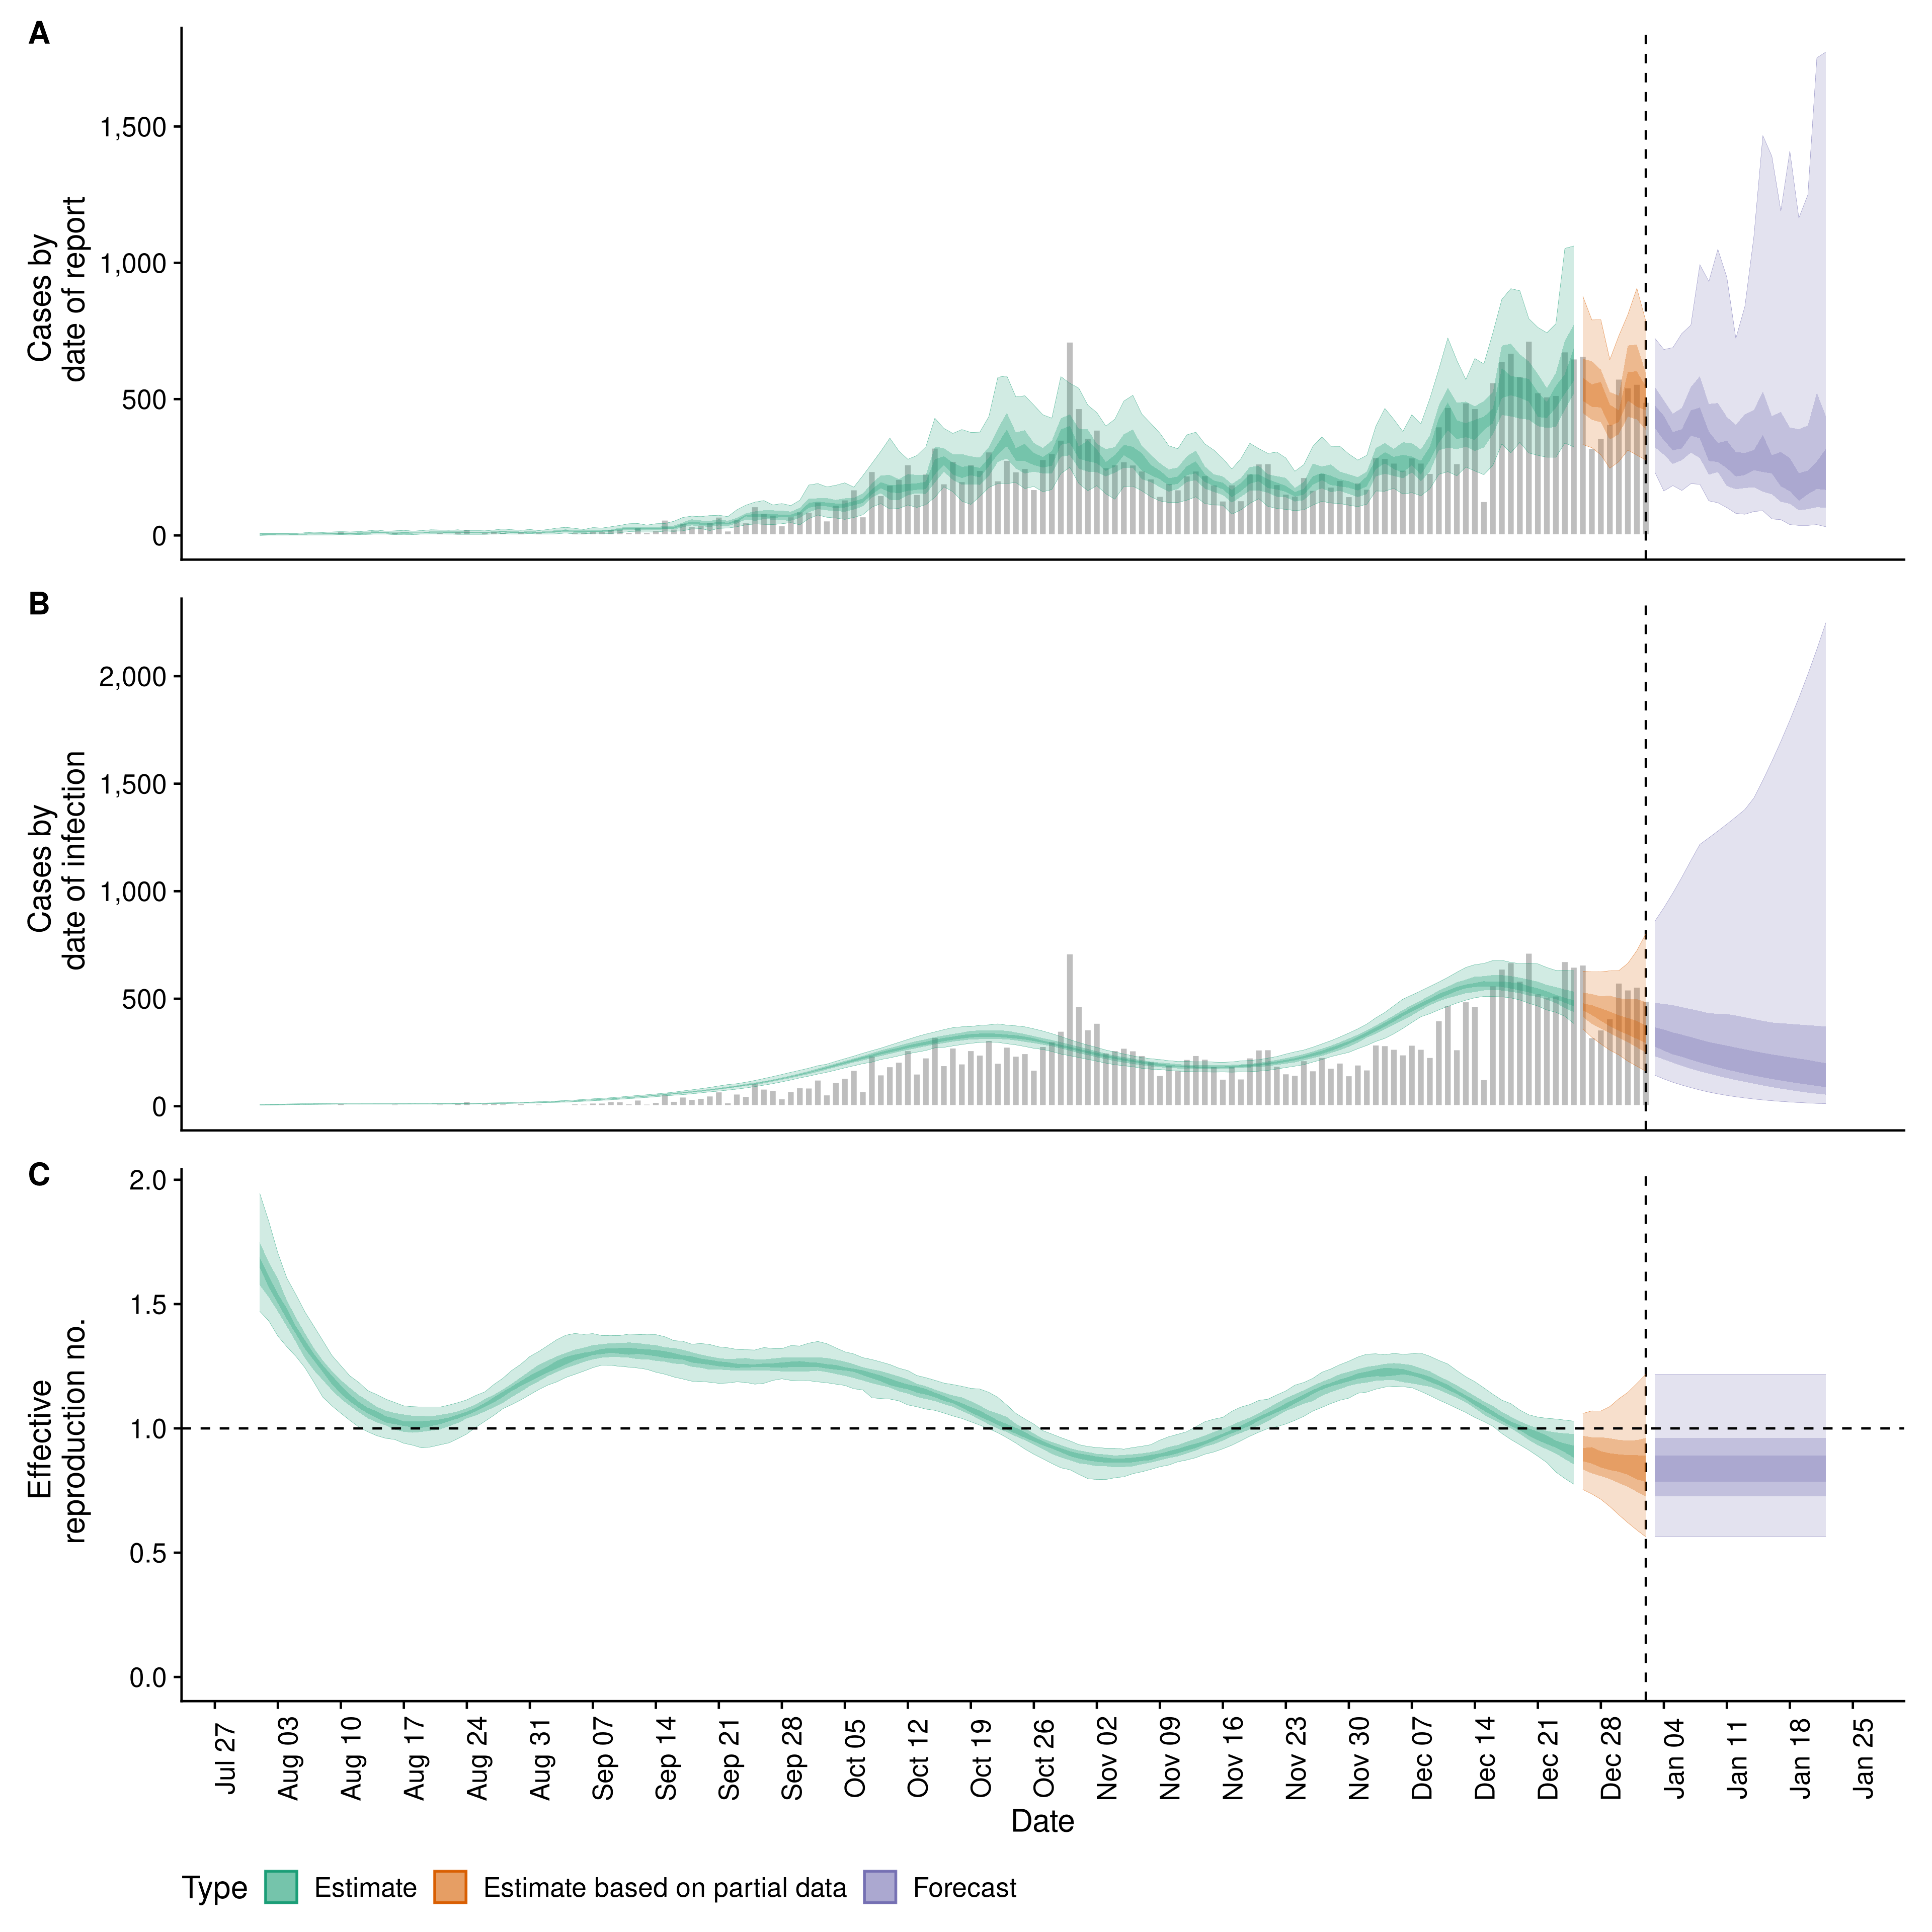 A
Cases by
date of report
1,500
1,000
500
0
B
Cases by
date of infection
2,000
1,500
1,000
500
0
C
Effective
reproduction no.
2.0
1.5
1.0
0.5
0.0
Jul 27
Aug 03
Aug 10
Aug 17
Aug 24
Aug 31
Sep 07
Sep 14
Sep 21
Sep 28
Oct 05
Oct 12
Oct 19
Oct 26
Nov 02
Nov 09
Nov 16
Nov 23
Nov 30
Dec 07
Dec 14
Dec 21
Dec 28
Jan 04
Jan 11
Jan 18
Jan 25
Date
Type Estimate Estimate based on partial data Forecast